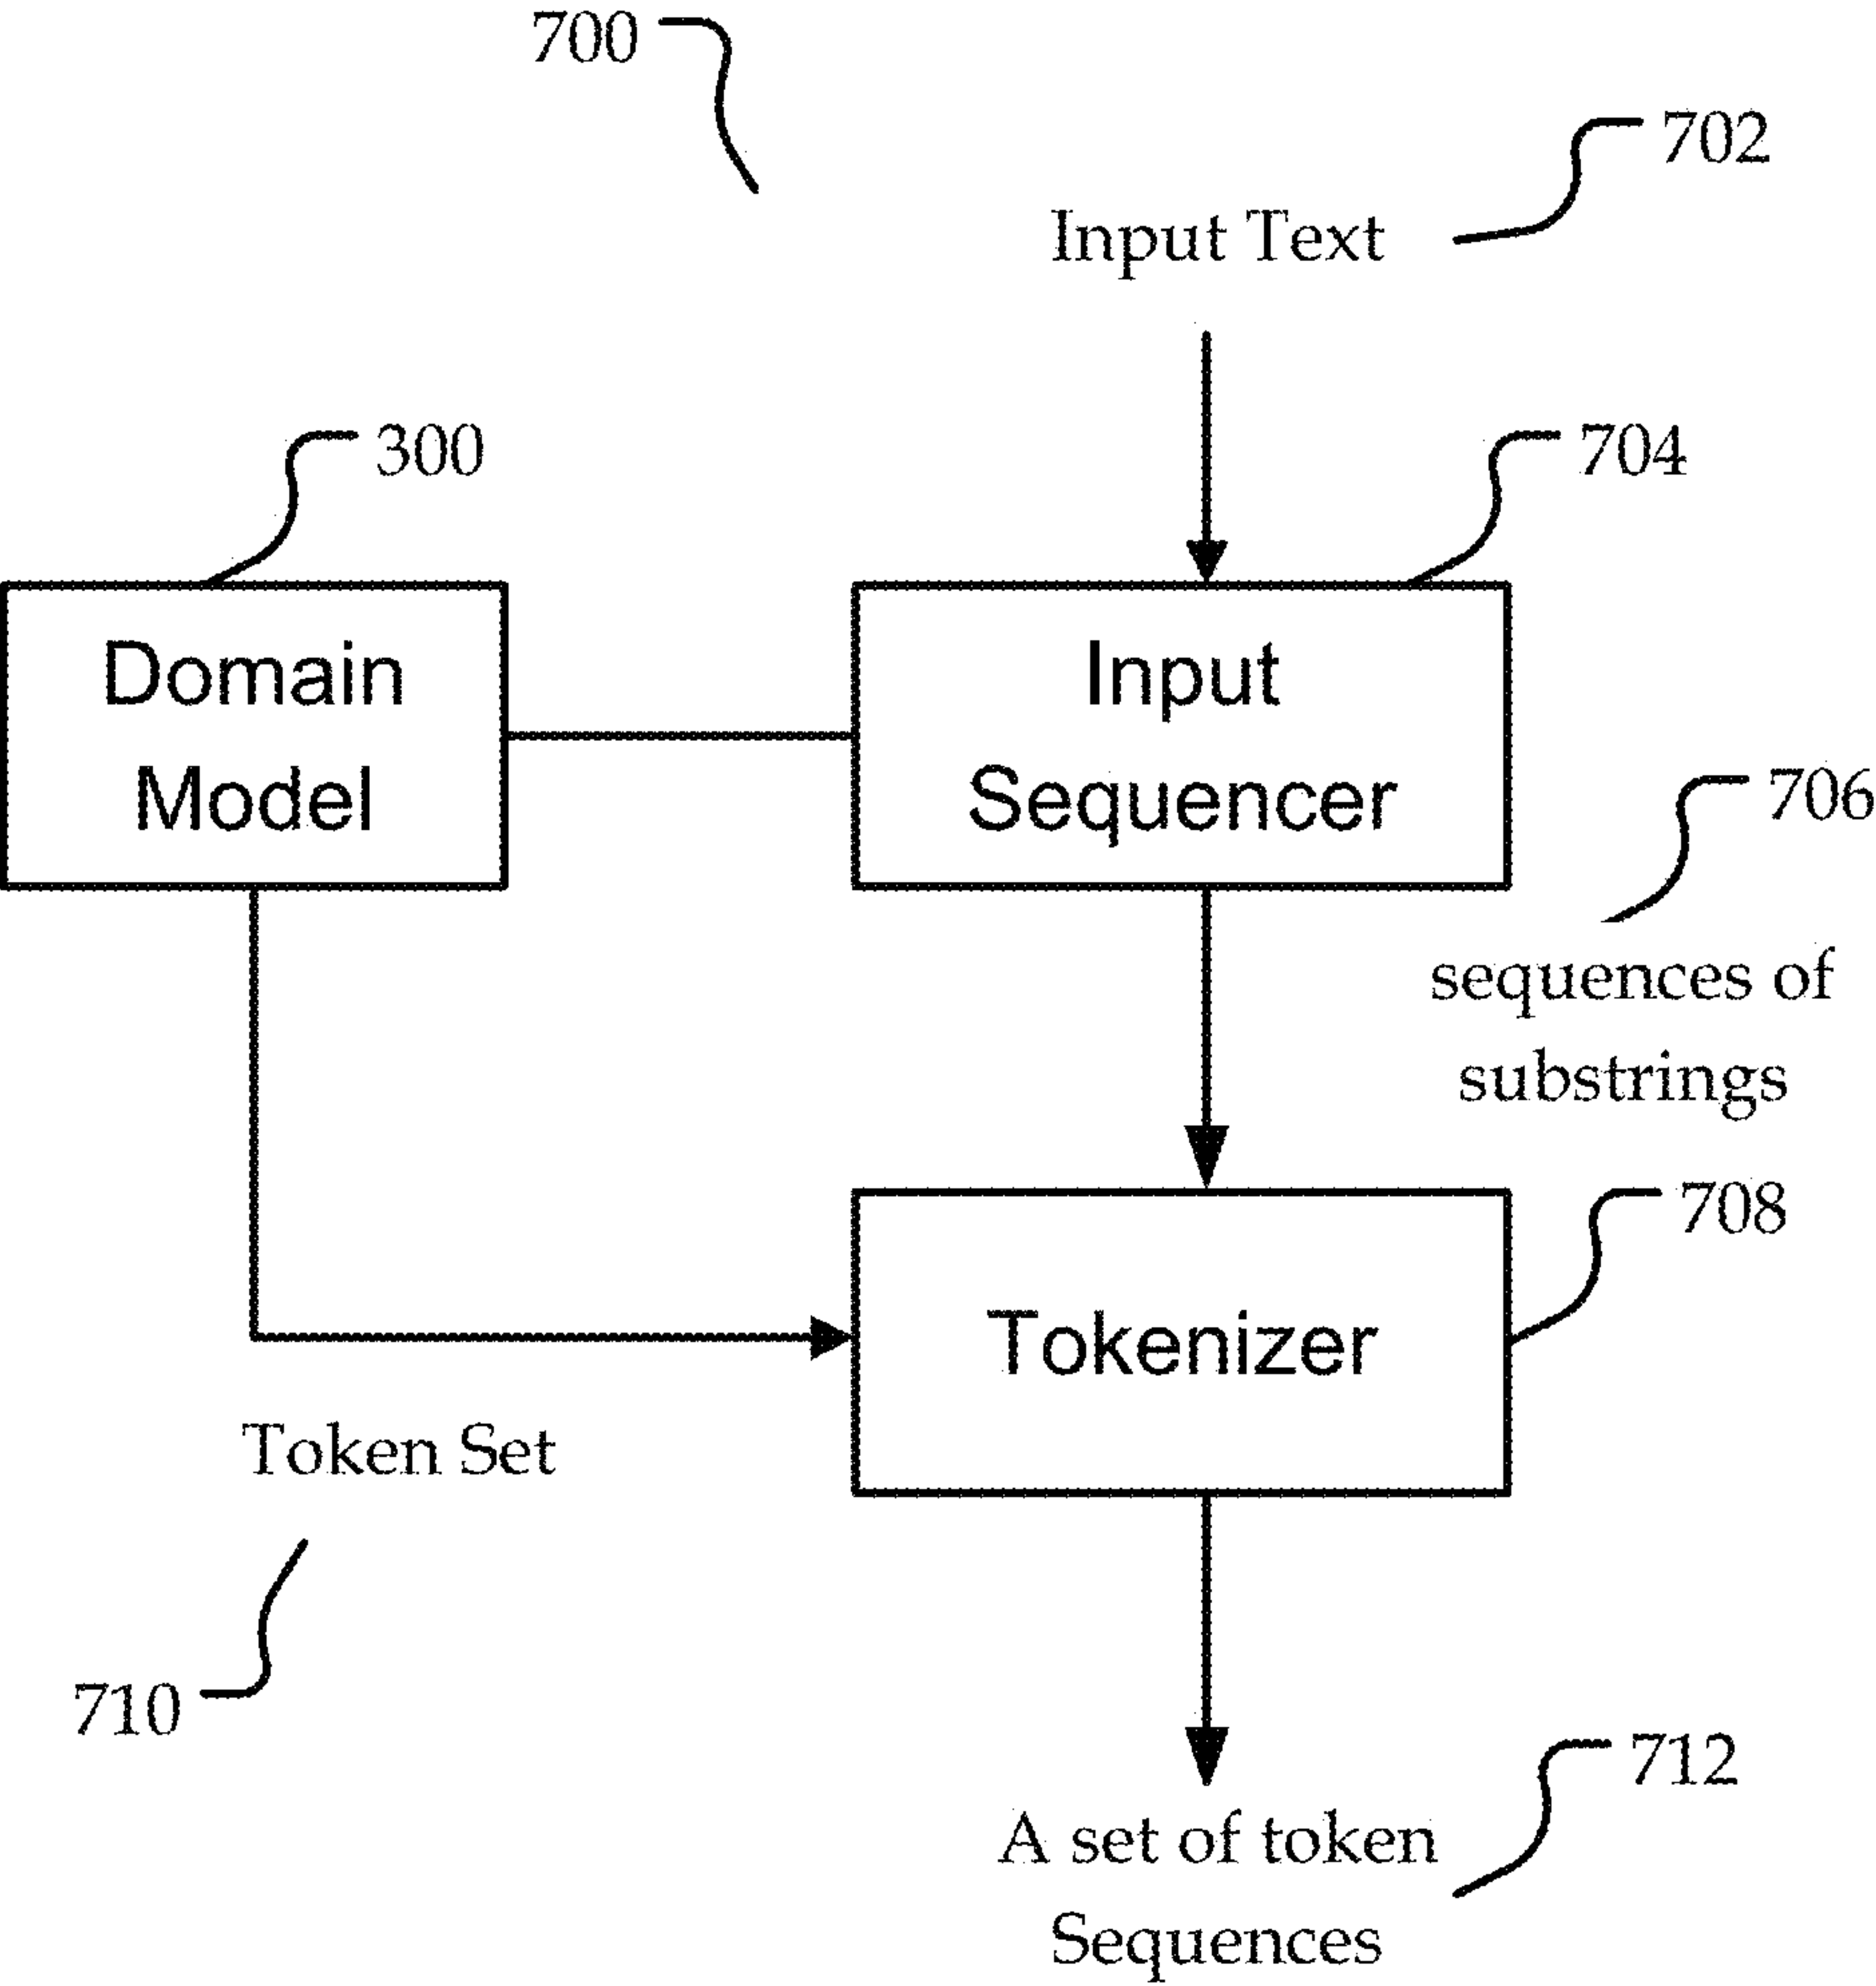 700
702
Input Text
300
704
Domain
Model
Input
Sequencer
706
sequences of
substrings
708
Tokenizer
Token Set
710
712
A set of token
Sequences